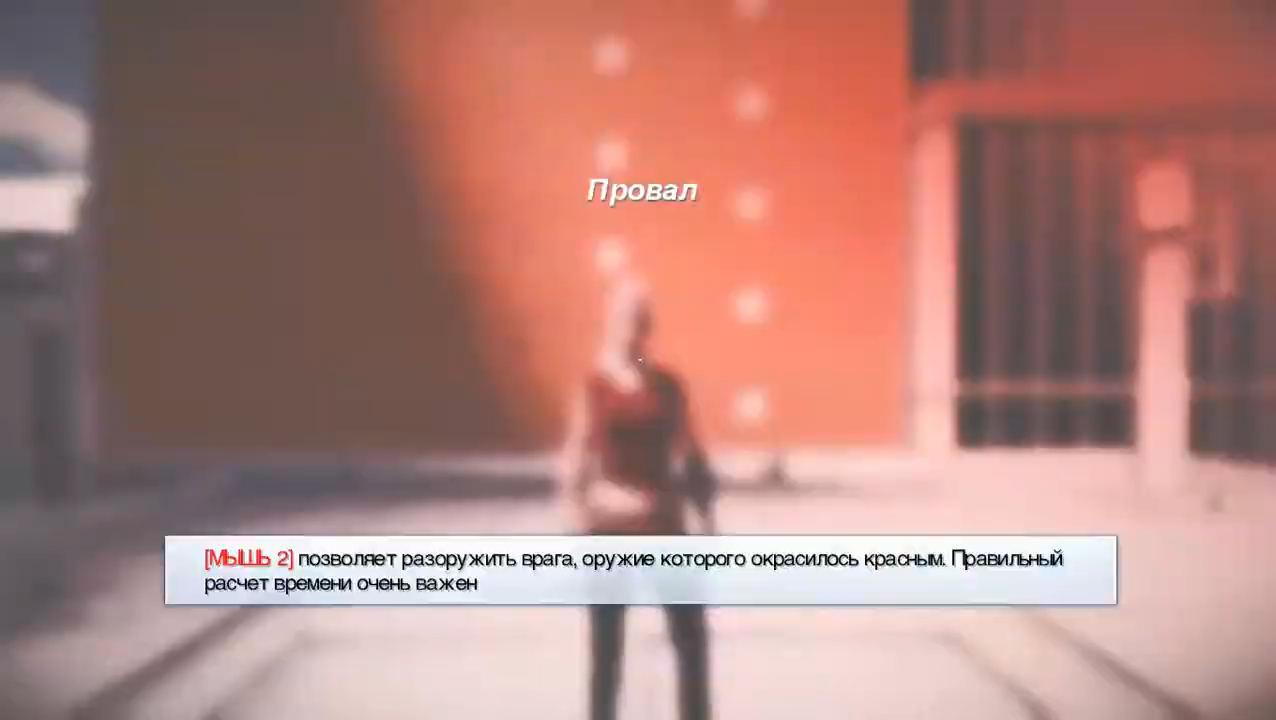 Провал
[МЫШЬ 2] позволяет разоружить врага, оружие которого окрасилось красным. Правильный
расчет времени очень важен